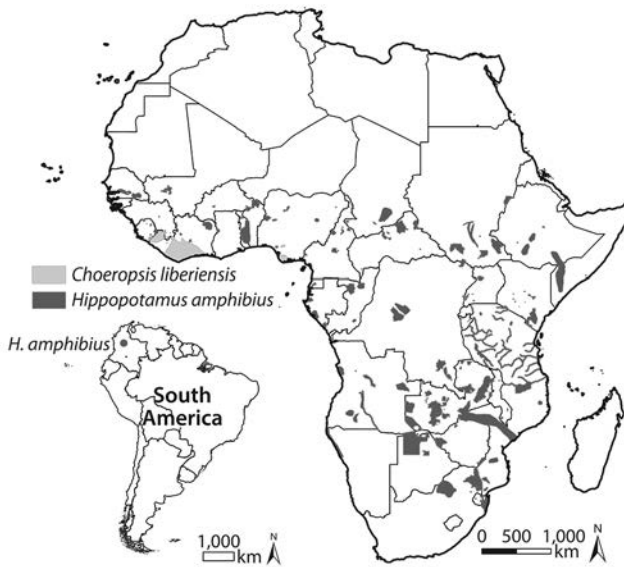 Choeropsis liberiensis
Hippopotamus amphibius
H. amphibius
South
America
1,000
km
N
0 500 1,000
km
N